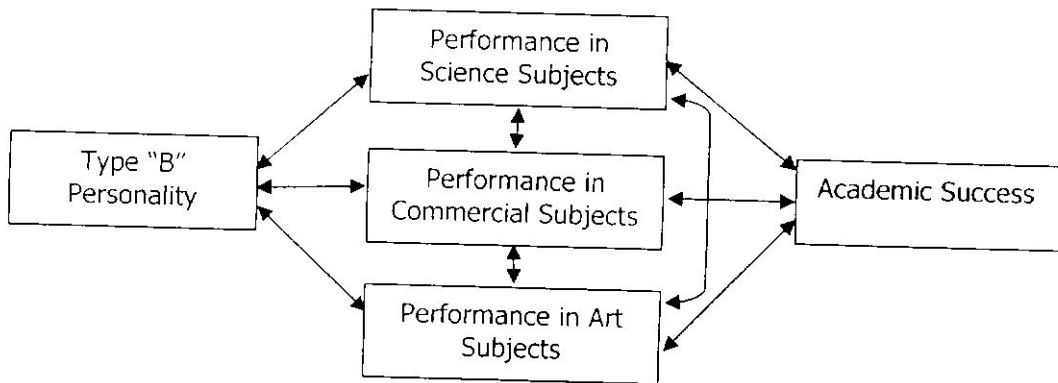 Performance in
Science Subjects
Type "B"
Personality
Performance in
Commercial Subjects
Academic Success
Performance in Art
Subjects